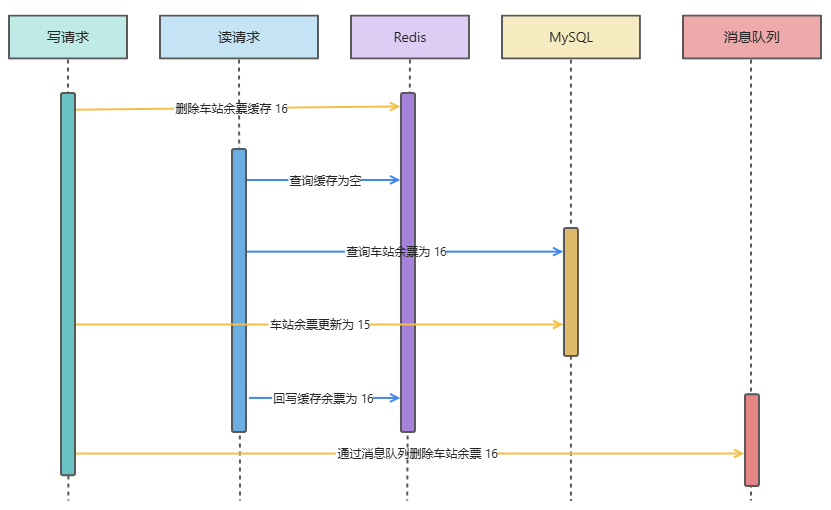 写请求
读请求
Redis
MySQL
消息队列
删除车站余票缓存 16
查询缓存为空
查询车站余票为 16
车站余票更新为 15
回写缓存余票为 16
通过消息队列删除车站余票 16